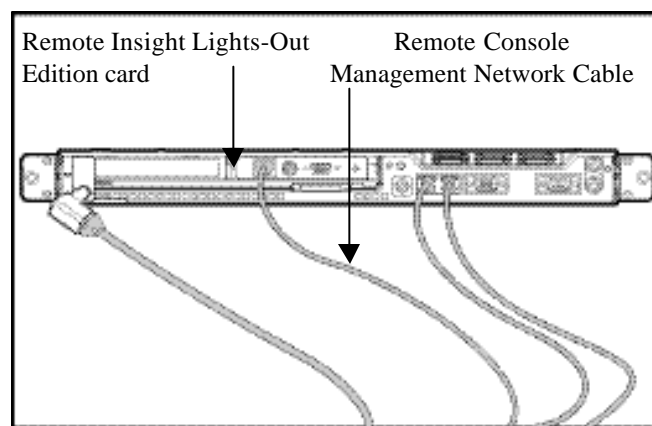 Remote Insight Lights-Out
Edition card
Remote Console
Management Network Cable